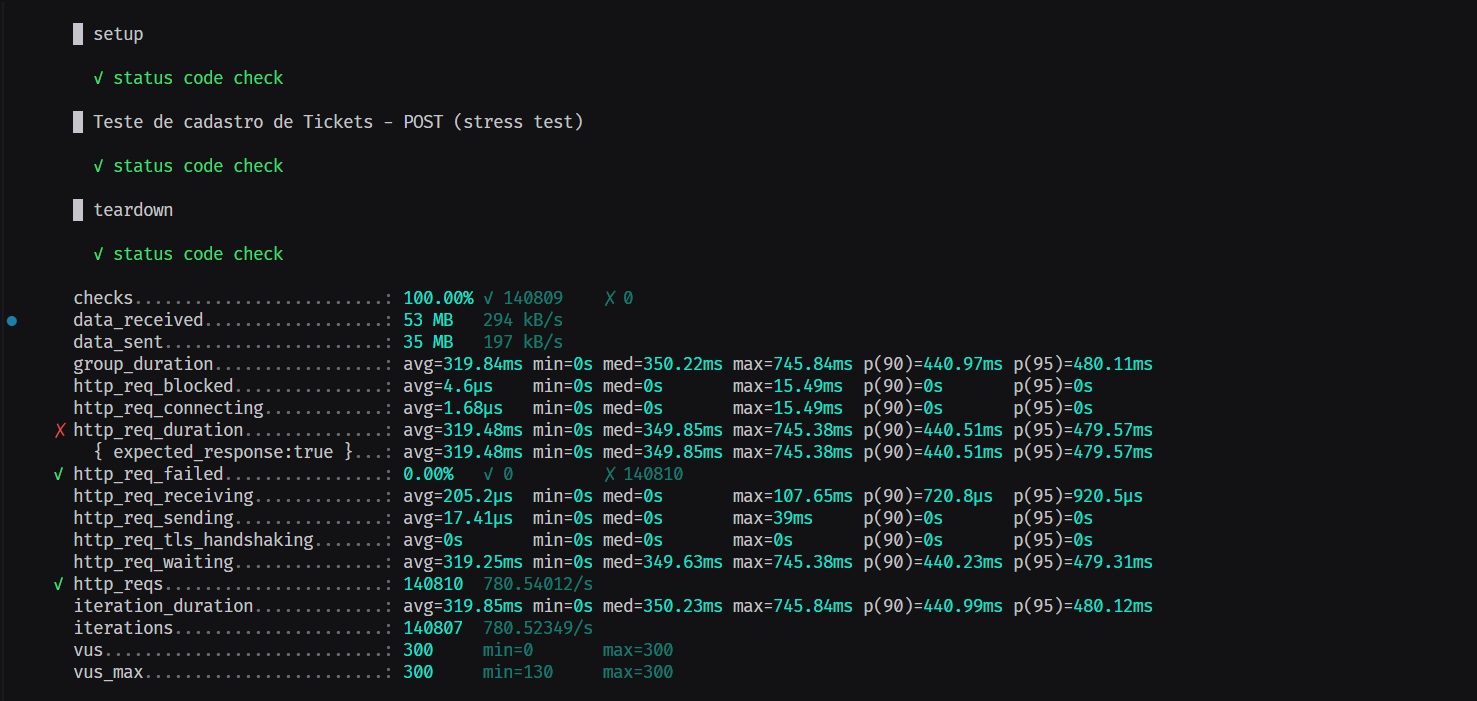 █ setup
√ status code check
█ Teste de cadastro de Tickets - POST (stress test)
√ status code check
█ teardown
√ status code check
checks.........................: 100.00% √ 140809    ✗ 0
data_received..................: 53 MB   294 kB/s
data_sent......................: 35 MB   197 kB/s
group_duration.................: avg=319.84ms min=0s med=350.22ms max=745.84ms p(90)=440.97ms p(95)=480.11ms
http_req_blocked...............: avg=4.6µs    min=0s med=0s       max=15.49ms  p(90)=0s       p(95)=0s
http_req_connecting............: avg=1.68µs   min=0s med=0s       max=15.49ms  p(90)=0s       p(95)=0s
✗ http_req_duration..............: avg=319.48ms min=0s med=349.85ms max=745.38ms p(90)=440.51ms p(95)=479.57ms
{ expected_response:true }...: avg=319.48ms min=0s med=349.85ms max=745.38ms p(90)=440.51ms p(95)=479.57ms
√ http_req_failed................: 0.00%   √ 0         ✗ 140810
http_req_receiving.............: avg=205.2µs  min=0s med=0s       max=107.65ms p(90)=720.8µs  p(95)=920.5µs
http_req_sending...............: avg=17.41µs  min=0s med=0s       max=39ms     p(90)=0s       p(95)=0s
http_req_tls_handshaking.......: avg=0s       min=0s med=0s       max=0s       p(90)=0s       p(95)=0s
http_req_waiting...............: avg=319.25ms min=0s med=349.63ms max=745.38ms p(90)=440.23ms p(95)=479.31ms
√ http_reqs......................: 140810  780.54012/s
iteration_duration.............: avg=319.85ms min=0s med=350.23ms max=745.84ms p(90)=440.99ms p(95)=480.12ms
iterations.....................: 140807  780.52349/s
vus............................: 300     min=0       max=300
vus_max........................: 300     min=130     max=300